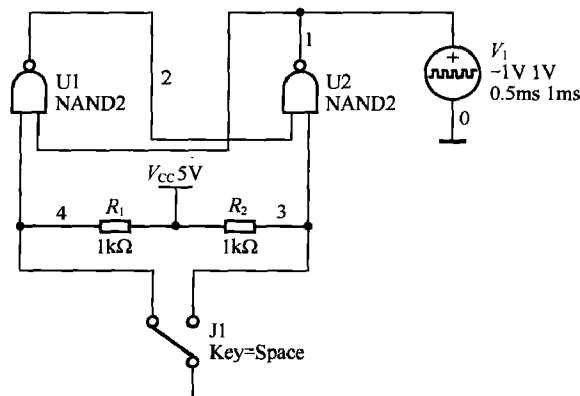 1
2
U1
NAND2
U2
NAND2
V1
~1V 1V
0.5ms 1ms
0
VCC 5V
4
R1
1kΩ
R2
1kΩ
3
J1
Key=Space